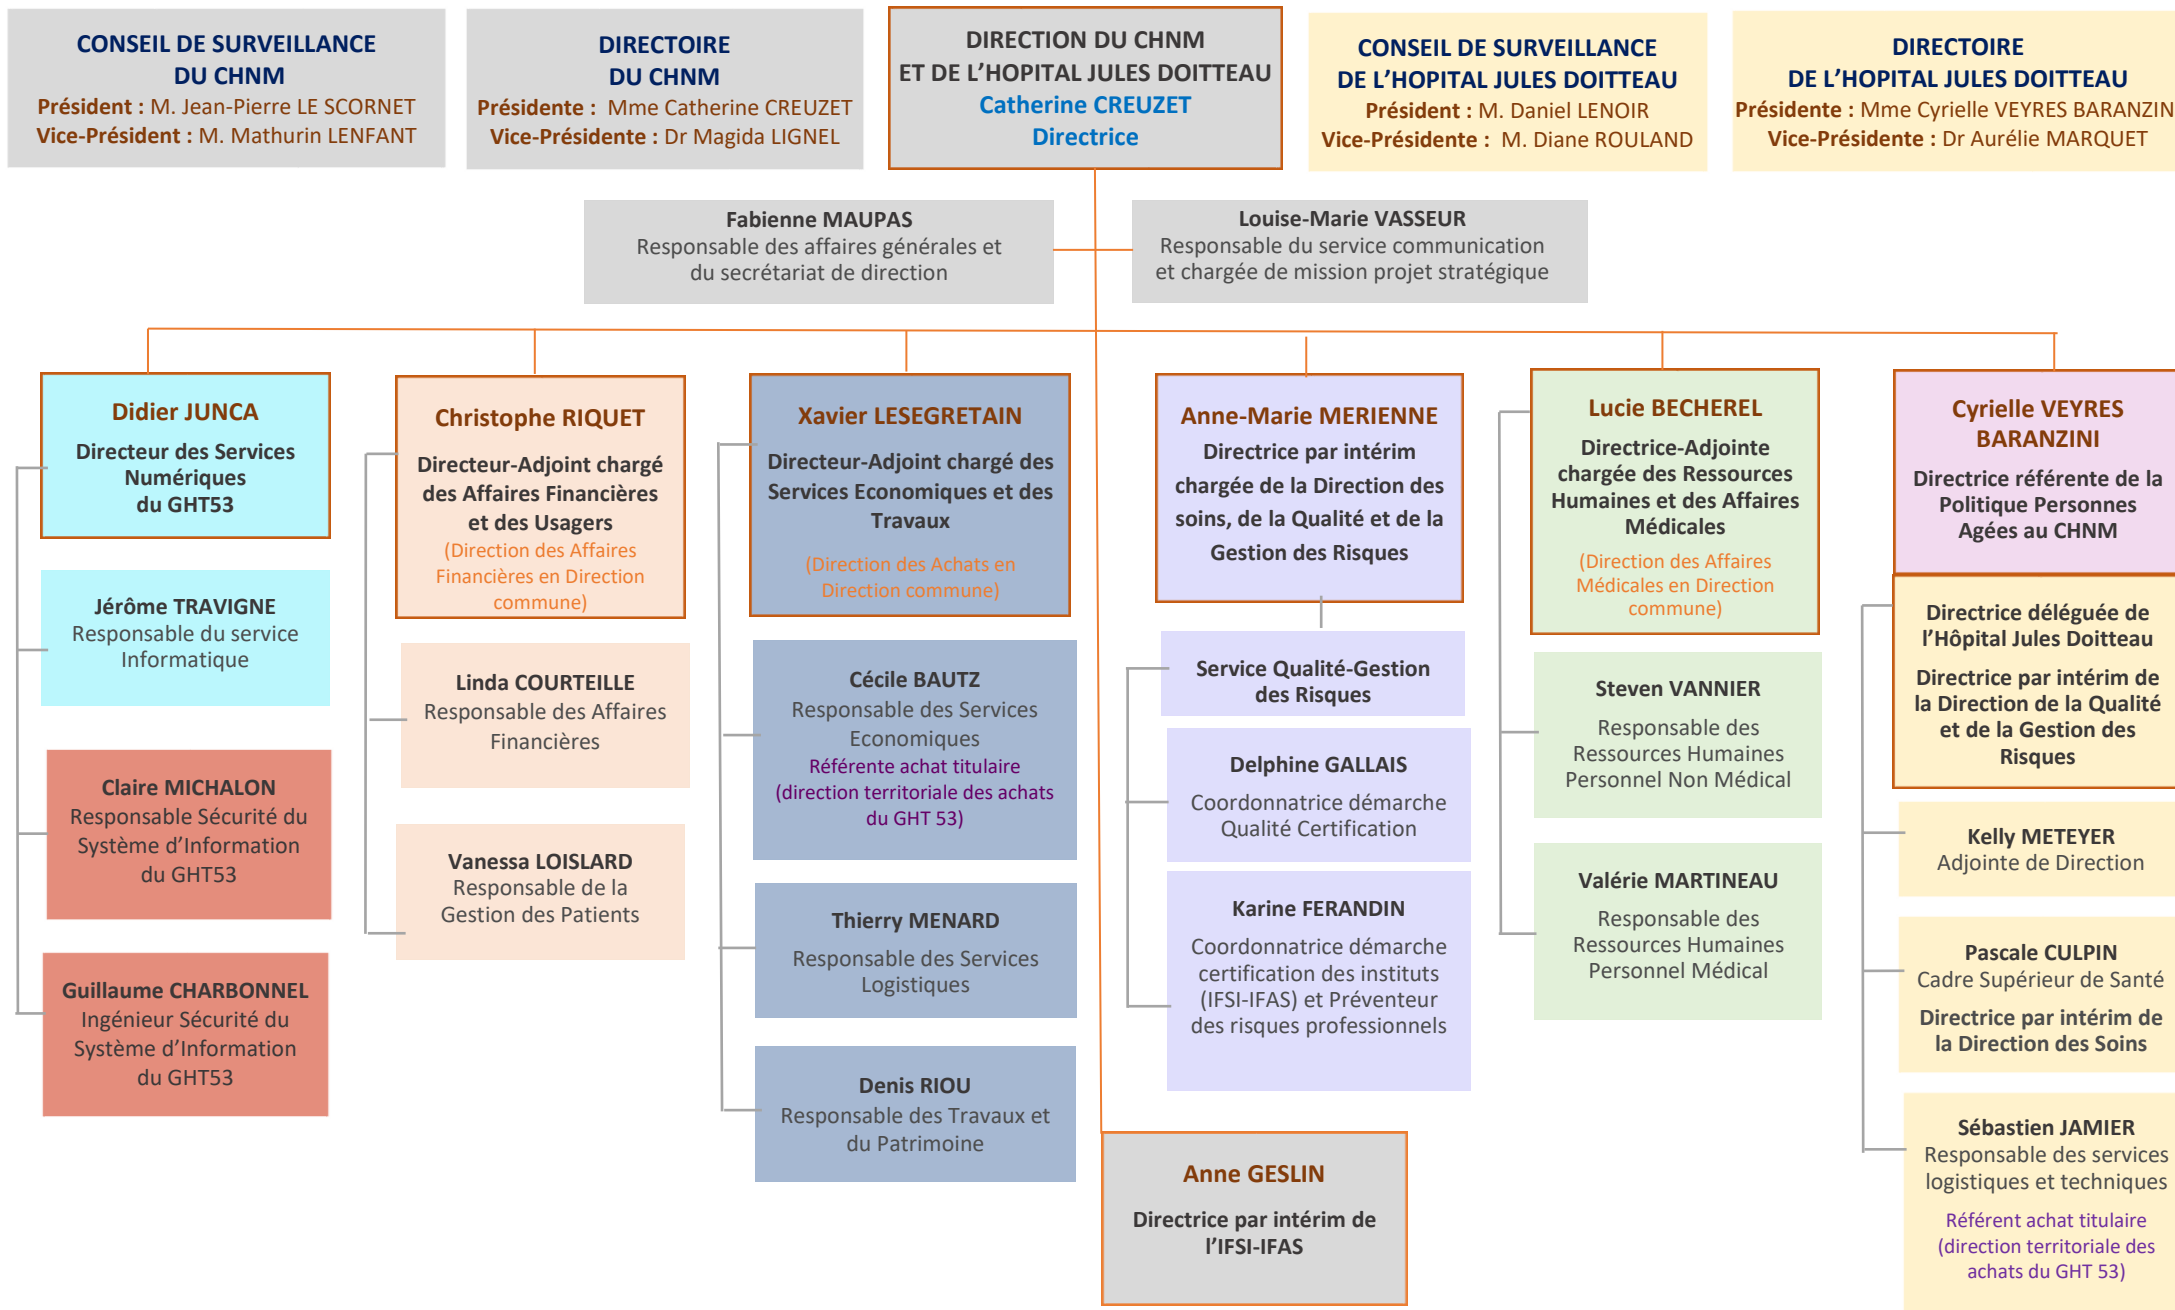 CONSEIL DE SURVEILLANCE
DU CHNM
Président : M. Jean-Pierre LE SCORNET
Vice-Président : M. Mathurin LENFANT
DIRECTOIRE
DU CHNM
Présidente : Mme Catherine CREUZET
Vice-Présidente : Dr Magida LIGNEL
DIRECTION DU CHNM
ET DE L’HOPITAL JULES DOITTEAU
Catherine CREUZET
Directrice
CONSEIL DE SURVEILLANCE
DE L’HOPITAL JULES DOITTEAU
Président : M. Daniel LENOIR
Vice-Présidente : M. Diane ROULAND
DIRECTOIRE
DE L’HOPITAL JULES DOITTEAU
Présidente : Mme Cyrielle VEYRES BARANZIN
Vice-Présidente : Dr Aurélie MARQUET
Fabienne MAUPAS
Responsable des affaires générales et
du secrétariat de direction
Louise-Marie VASSEUR
Responsable du service communication
et chargée de mission projet stratégique
Didier JUNCA
Directeur des Services
Numériques
du GHT53
Jérôme TRAVIGNE
Responsable du service
Informatique
Claire MICHALON
Responsable Sécurité du
Système d’Information
du GHT53
Guillaume CHARBONNEL
Ingénieur Sécurité du
Système d’Information
du GHT53
Christophe RIQUET
Directeur-Adjoint chargé
des Affaires Financières
et des Usagers
(Direction des Affaires
Financières en Direction
commune)
Linda COURTEILLE
Responsable des Affaires
Financières
Vanessa LOISLARD
Responsable de la
Gestion des Patients
Xavier LESEGRETAIN
Directeur-Adjoint chargé des
Services Economiques et des
Travaux
(Direction des Achats en
Direction commune)
Cécile BAUTZ
Responsable des Services
Economiques
Référente achat titulaire
(direction territoriale des achats
du GHT 53)
Thierry MENARD
Responsable des Services
Logistiques
Denis RIOU
Responsable des Travaux et
du Patrimoine
Anne-Marie MERIENNE
Directrice par intérim
chargée de la Direction des
soins, de la Qualité et de la
Gestion des Risques
Service Qualité-Gestion
des Risques
Delphine GALLAIS
Coordonnatrice démarche
Qualité Certification
Karine FERANDIN
Coordonnatrice démarche
certification des instituts
(IFSI-IFAS) et Préventeur
des risques professionnels
Anne GESLIN
Directrice par intérim de
l’IFSI-IFAS
Lucie BECHEREL
Directrice-Adjointe
chargée des Ressources
Humaines et des Affaires
Médicales
(Direction des Affaires
Médicales en Direction
commune)
Steven VANNIER
Responsable des
Ressources Humaines
Personnel Non Médical
Valérie MARTINEAU
Responsable des
Ressources Humaines
Personnel Médical
Cyrielle VEYRES
BARANZINI
Directrice référente de la
Politique Personnes
Agées au CHNM
Directrice déléguée de
l’Hôpital Jules Doitteau
Directrice par intérim de
la Direction de la Qualité
et de la Gestion des
Risques
Kelly METEYER
Adjointe de Direction
Pascale CULPIN
Cadre Supérieur de Santé
Directrice par intérim de
la Direction des Soins
Sébastien JAMIER
Responsable des services
logistiques et techniques
Référent achat titulaire
(direction territoriale des
achats du GHT 53)